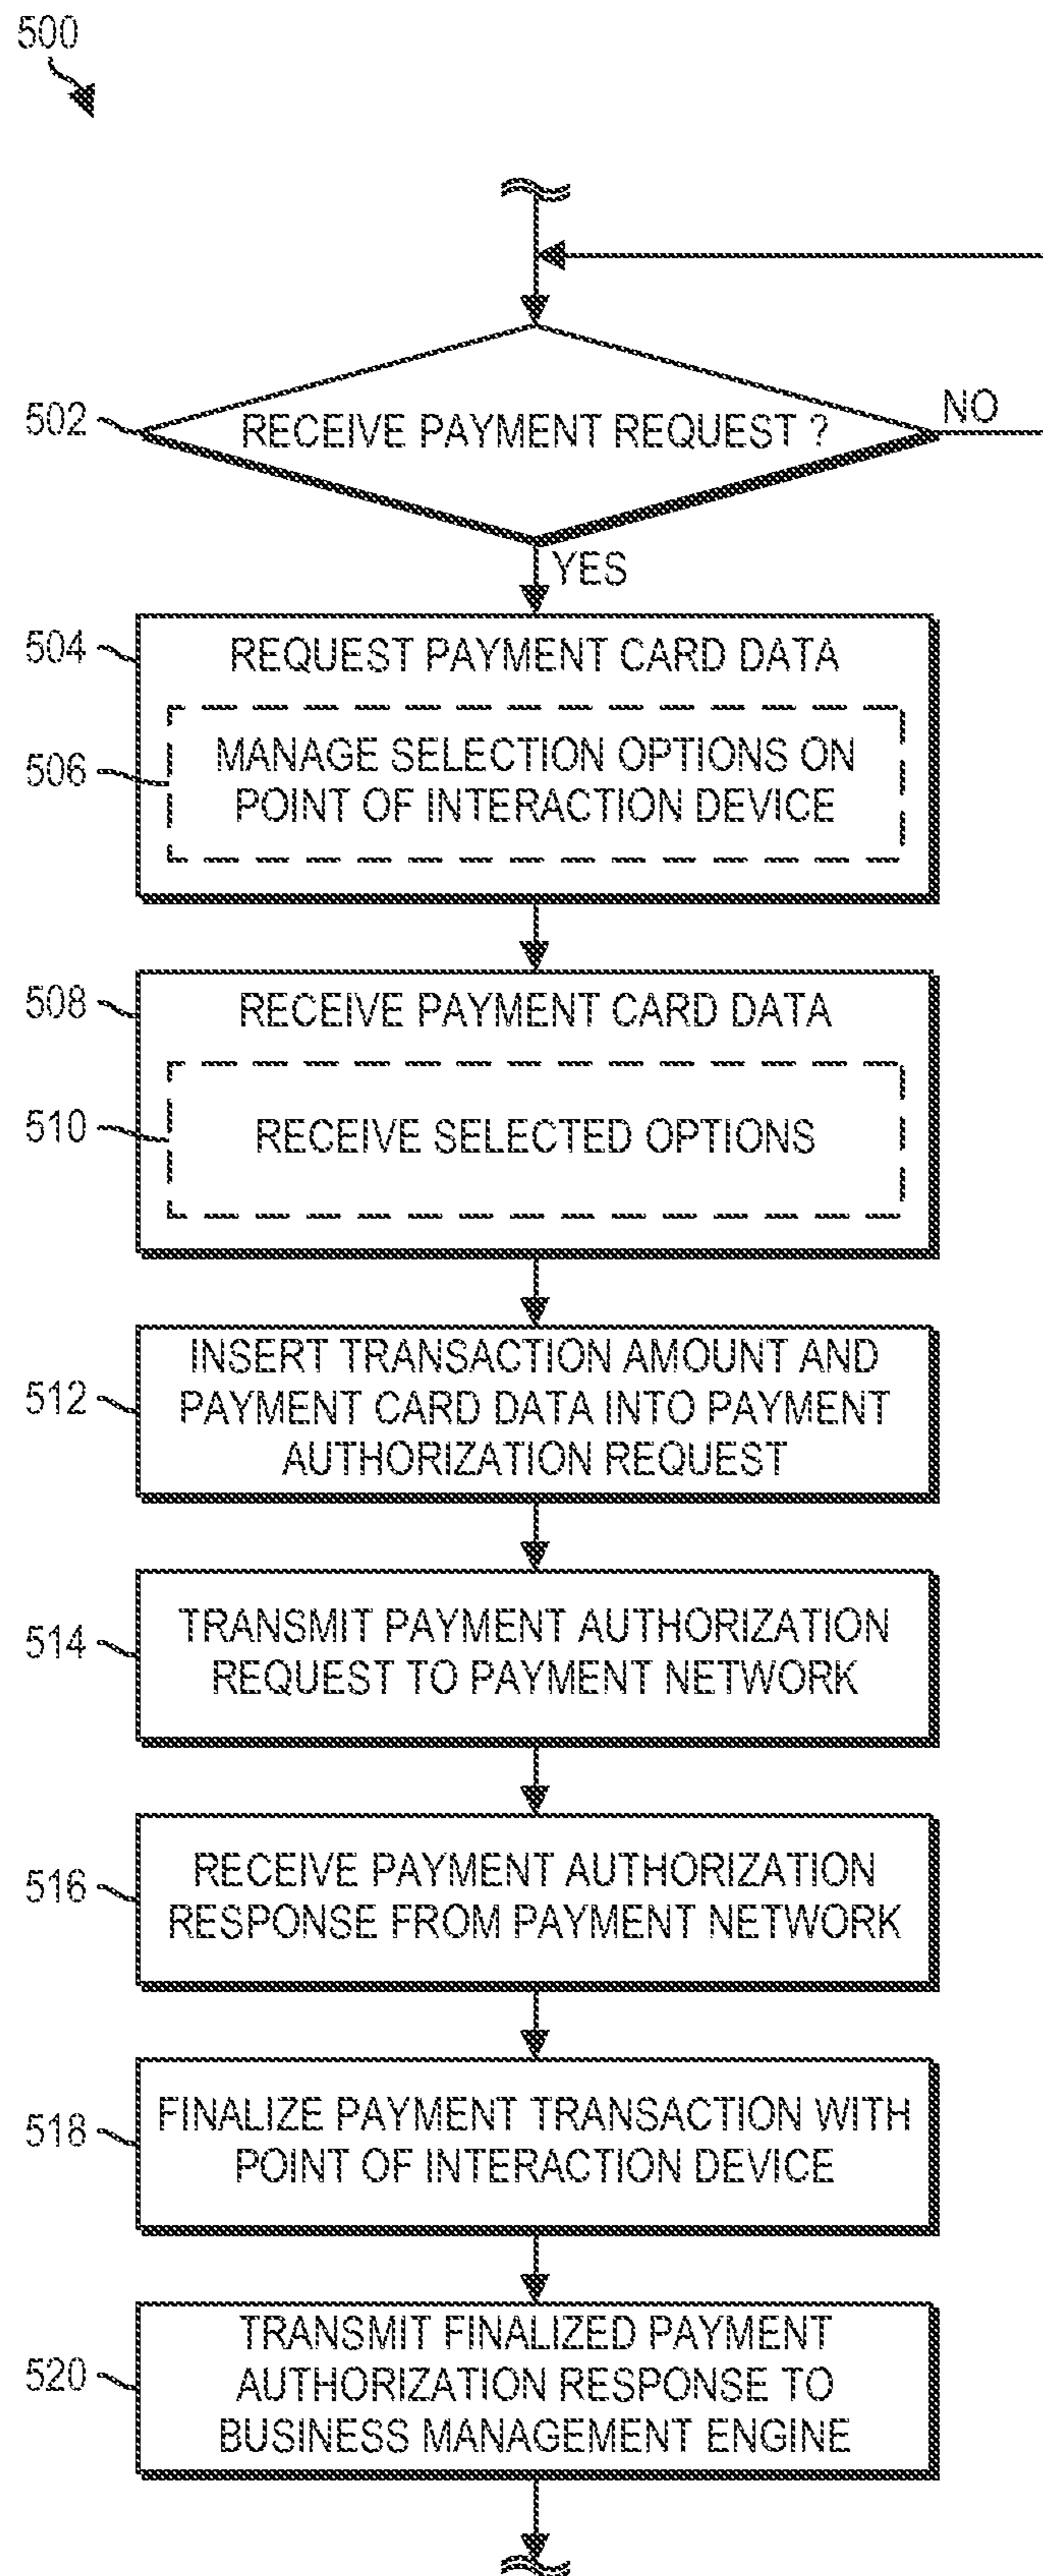 500
502
RECEIVE PAYMENT REQUEST ?
NO
YES
504
REQUEST PAYMENT CARD DATA
506
MANAGE SELECTION OPTIONS ON
POINT OF INTERACTION DEVICE
508
RECEIVE PAYMENT CARD DATA
510
RECEIVE SELECTED OPTIONS
512
INSERT TRANSACTION AMOUNT AND
PAYMENT CARD DATA INTO PAYMENT
AUTHORIZATION REQUEST
514
TRANSMIT PAYMENT AUTHORIZATION
REQUEST TO PAYMENT NETWORK
516
RECEIVE PAYMENT AUTHORIZATION
RESPONSE FROM PAYMENT NETWORK
518
FINALIZE PAYMENT TRANSACTION WITH
POINT OF INTERACTION DEVICE
520
TRANSMIT FINALIZED PAYMENT
AUTHORIZATION RESPONSE TO
BUSINESS MANAGEMENT ENGINE